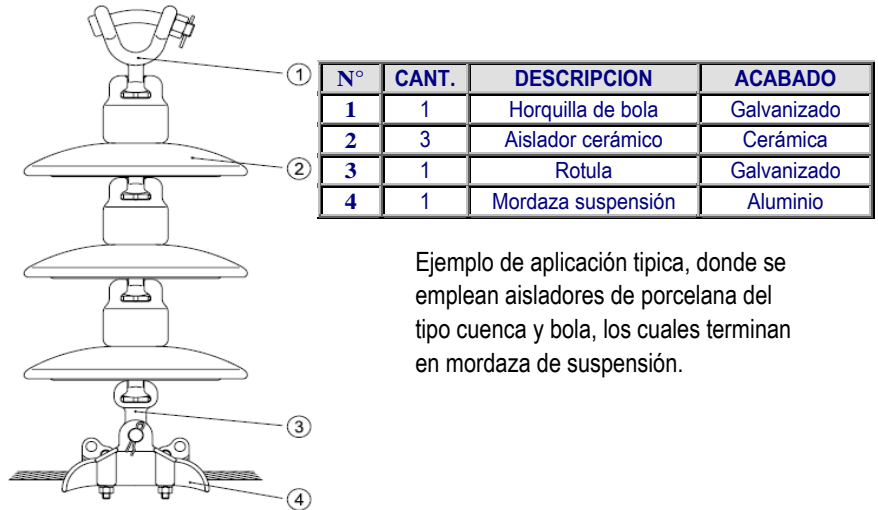 1
2
3
4
N° CANT. DESCRIPCION ACABADO
1 1 Horquilla de bola Galvanizado
2 3 Aislador cerámico Cerámica
3 1 Rotula Galvanizado
4 1 Mordaza suspensión Aluminio
Ejemplo de aplicación tipica, donde se
emplean aisladores de porcelana del
tipo cuenca y bola, los cuales terminan
en mordaza de suspensión.